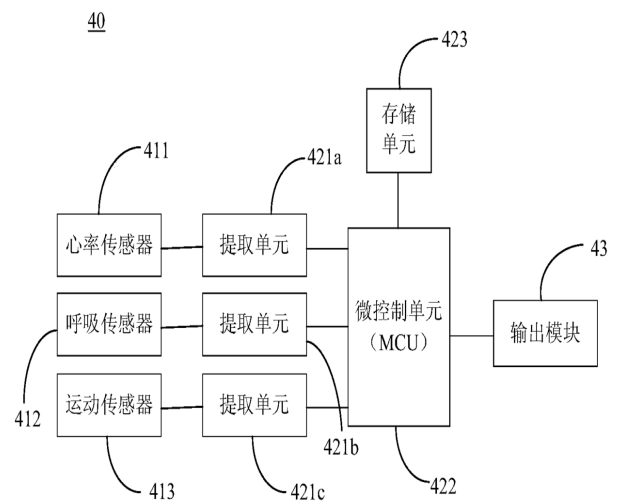 40
423
存储
单元
411
421a
心率传感器
提取单元
43
呼吸传感器
提取单元
微控制单元
（MCU）
输出模块
412
421b
运动传感器
提取单元
413
421c
422